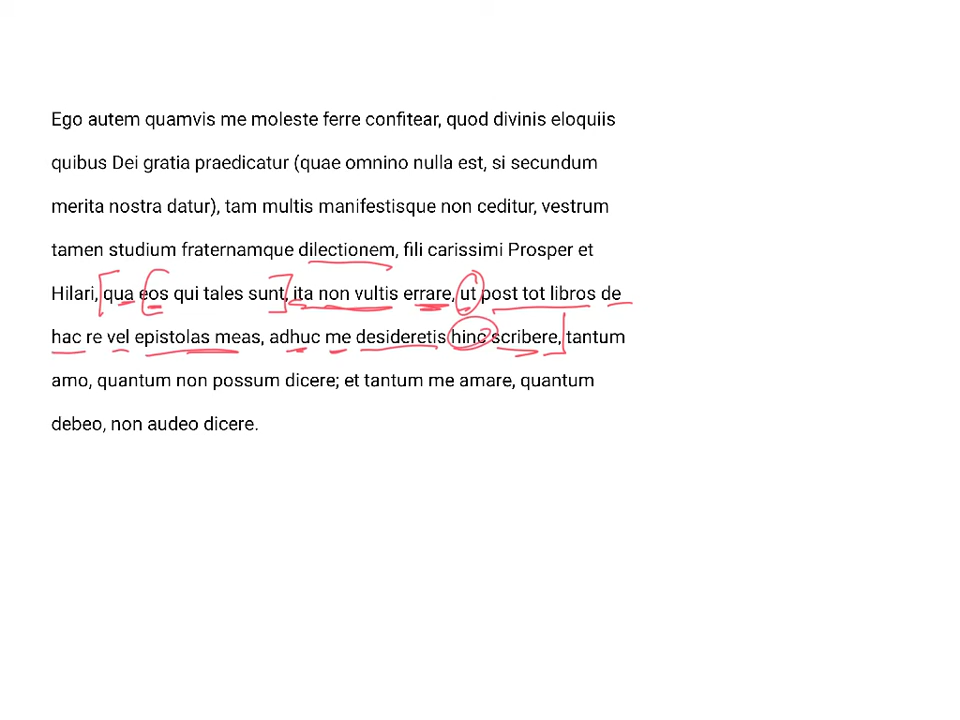 Ego autem quamvis me moleste ferre confitear, quod divinis eloquiis
quibus Dei gratia praedicatur (quae omnino nulla est, si secundum
merita nostra datur), tam multis manifestisque non ceditur, vestrum
tamen studium fraternamque dilectionem, fili carissimi Prosper et
Hilari, qua eos qui tales sunt, ita non vultis errare, ut post tot libros de
hac re vel epistolas meas, adhuc me desideretis hinc scribere, tantum
amo, quantum non possum dicere; et tantum me amare, quantum
debeo, non audeo dicere.